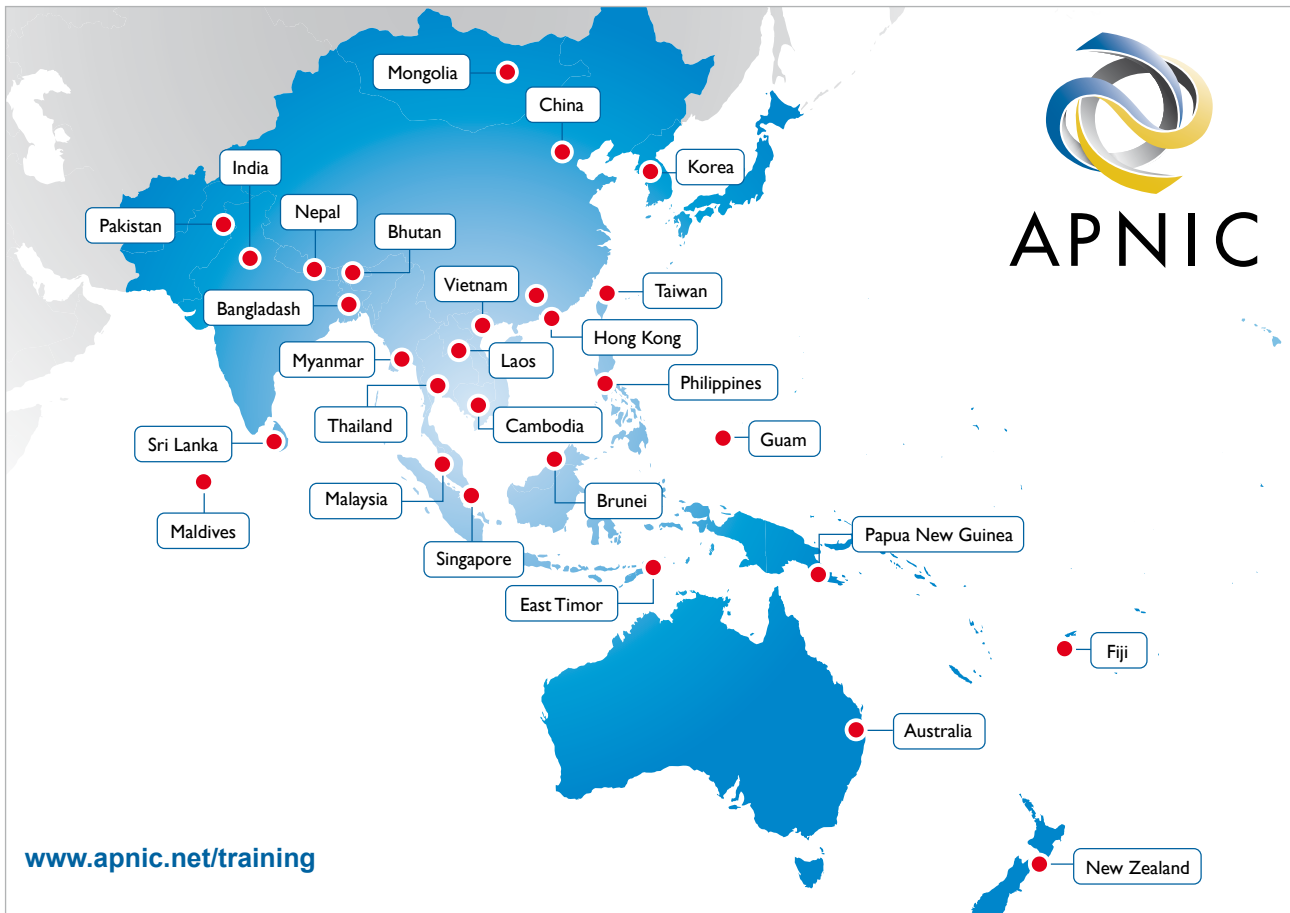 Mongolia
China
India
Korea
Pakistan
Nepal
Bhutan
APNIC
Vietnam
Taiwan
Bangladash
Hong Kong
Myanmar
Laos
Philippines
Thailand
Cambodia
Guam
Sri Lanka
Malaysia
Brunei
Maldives
Papua New Guinea
Singapore
East Timor
Fiji
Australia
www.apnic.net/training
New Zealand